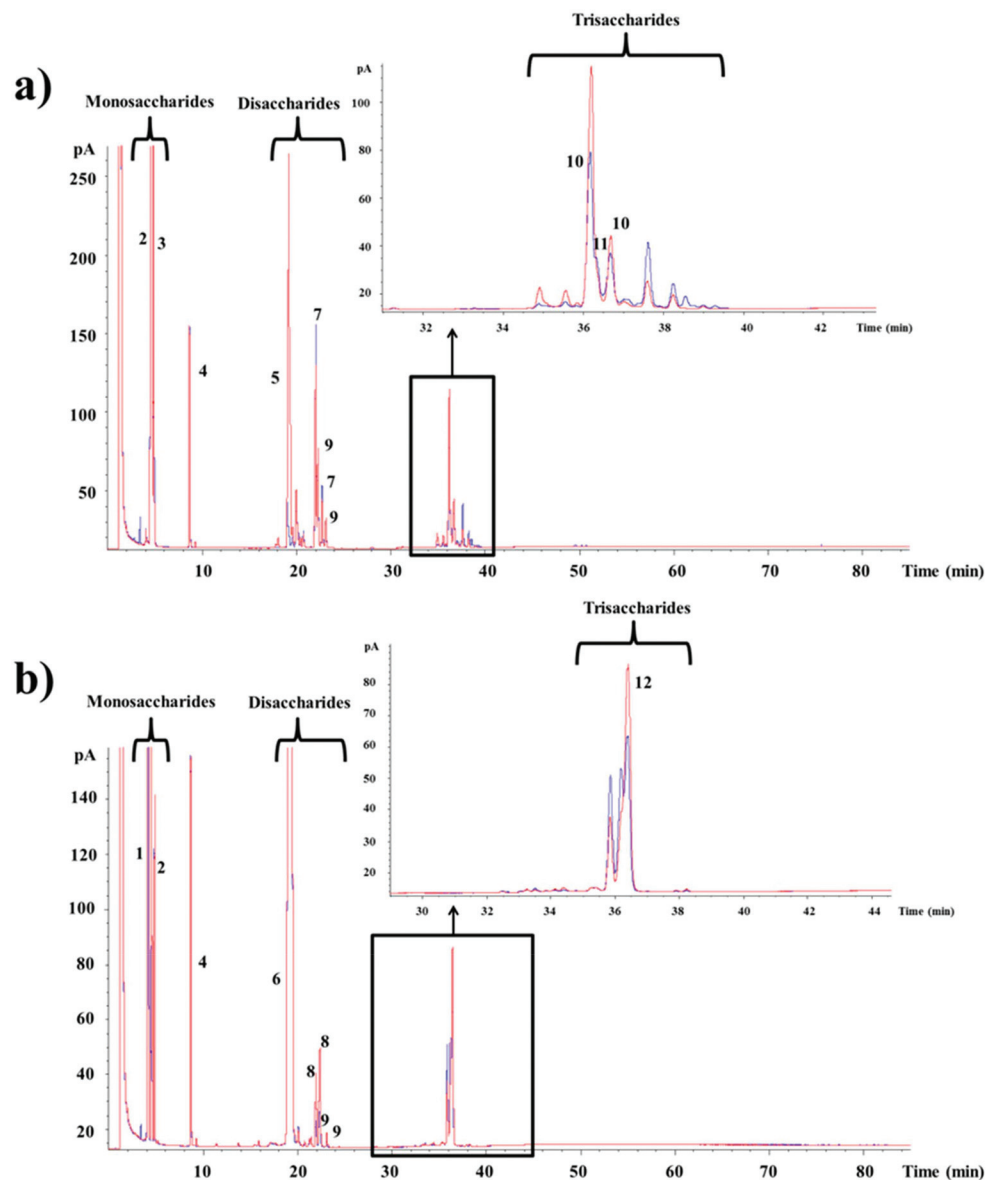 a)
Trisaccharides
Monosaccharides
Disaccharides
pA
100
80
60
40
20
32 34 36 38 40 42 Time (min)
10
11
10
pA
250
200
150
100
50
2 3
4
5
7
9
7
9
10 20 30 40 50 60 70 80 Time (min)
b)
Trisaccharides
Monosaccharides
Disaccharides
pA
80
70
60
50
40
30
20
30 32 34 36 38 40 42 44 Time (min)
12
pA
140
120
100
80
60
40
20
1
2
4
6
8
8
9
9
10 20 30 40 50 60 70 80 Time (min)